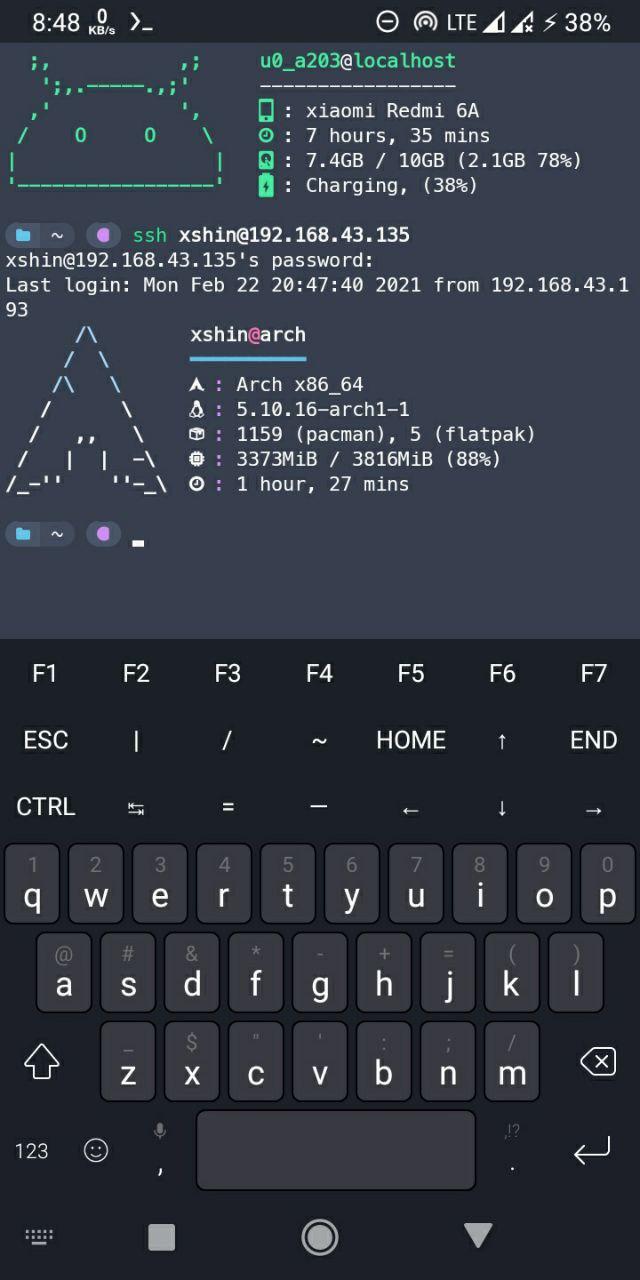 8:48 0 KB/s LTE 38%
u0_a203@localhost
-----------------
: xiaomi Redmi 6A
: 7 hours, 35 mins
: 7.4GB / 10GB (2.1GB 78%)
: Charging, (38%)
~ ssh xshin@192.168.43.135
xshin@192.168.43.135's password:
Last login: Mon Feb 22 20:47:40 2021 from 192.168.43.1
93
xshin@arch
: Arch x86_64
: 5.10.16-arch1-1
: 1159 (pacman), 5 (flatpak)
: 3373MiB / 3816MiB (88%)
: 1 hour, 27 mins
~
F1 F2 F3 F4 F5 F6 F7
ESC | / ~ HOME ↑ END
CTRL ↹ = — ← ↓ →
1 2 3 4 5 6 7 8 9 0
q w e r t y u i o p
@ # & * - + = ( )
a s d f g h j k l
_ $ " ' : ; /
z x c v b n m
123 , ,!? .